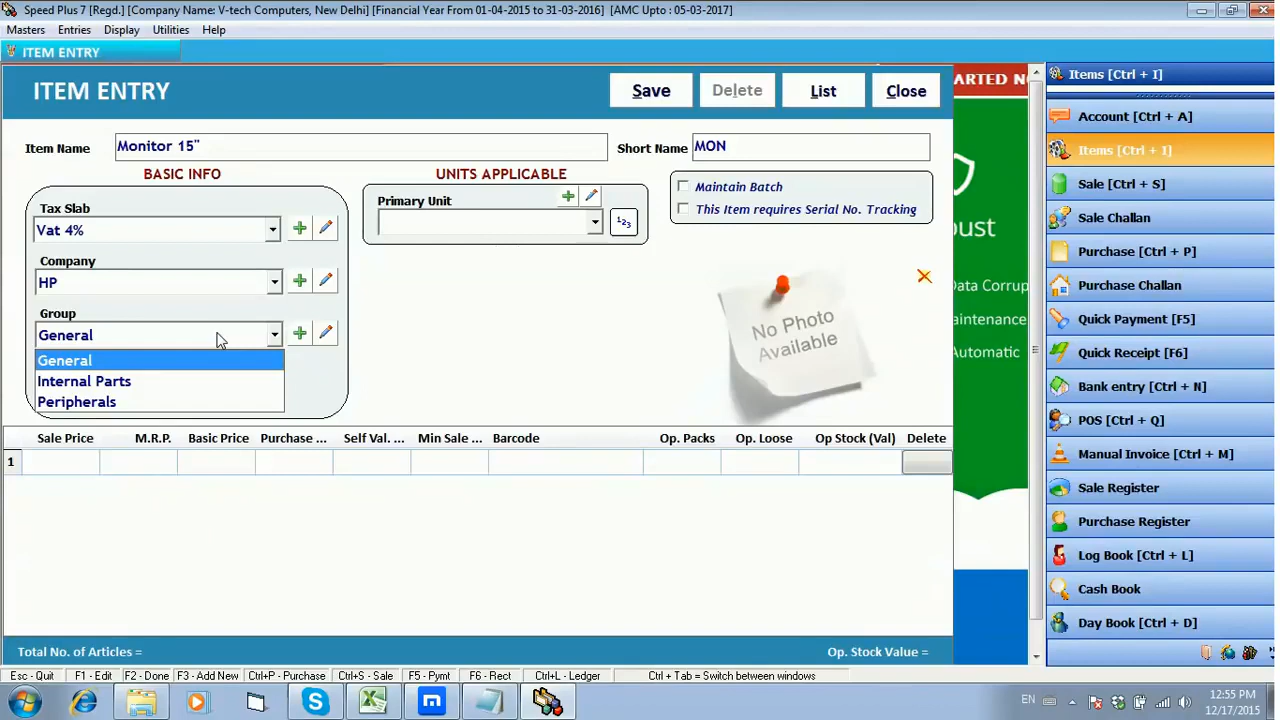 Speed Plus 7 [Regd.] [Company Name: V-tech Computers, New Delhi] [Financial Year From 01-04-2015 to 31-03-2016] [AMC Upto : 05-03-2017]
Masters Entries Display Utilities Help
ITEM ENTRY
ITEM ENTRY
Save Delete List Close
Item Name Monitor 15" Short Name MON
BASIC INFO
Tax Slab
Vat 4%
Company
HP
Group
General
General
Internal Parts
Peripherals
UNITS APPLICABLE
Primary Unit
123
Maintain Batch
This Item requires Serial No. Tracking
No Photo
Available
Sale Price M.R.P. Basic Price Purchase ... Self Val. ... Min Sale ... Barcode Op. Packs Op. Loose Op Stock (Val) Delete
1
Total No. of Articles = Op. Stock Value =
ARTED N
ust
Data Corrup
aintenance
Automatic
Items [Ctrl + I]
Account [Ctrl + A]
Items [Ctrl + I]
Sale [Ctrl + S]
Sale Challan
Purchase [Ctrl + P]
Purchase Challan
Quick Payment [F5]
Quick Receipt [F6]
Bank entry [Ctrl + N]
POS [Ctrl + Q]
Manual Invoice [Ctrl + M]
Sale Register
Purchase Register
Log Book [Ctrl + L]
Cash Book
Day Book [Ctrl + D]
Esc - Quit F1 - Edit F2 - Done F3 - Add New Ctrl+P - Purchase Ctrl+S - Sale F5 - Pymt F6 - Rect Ctrl+L - Ledger Ctrl + Tab = Switch between windows
EN 12:55 PM
12/17/2015